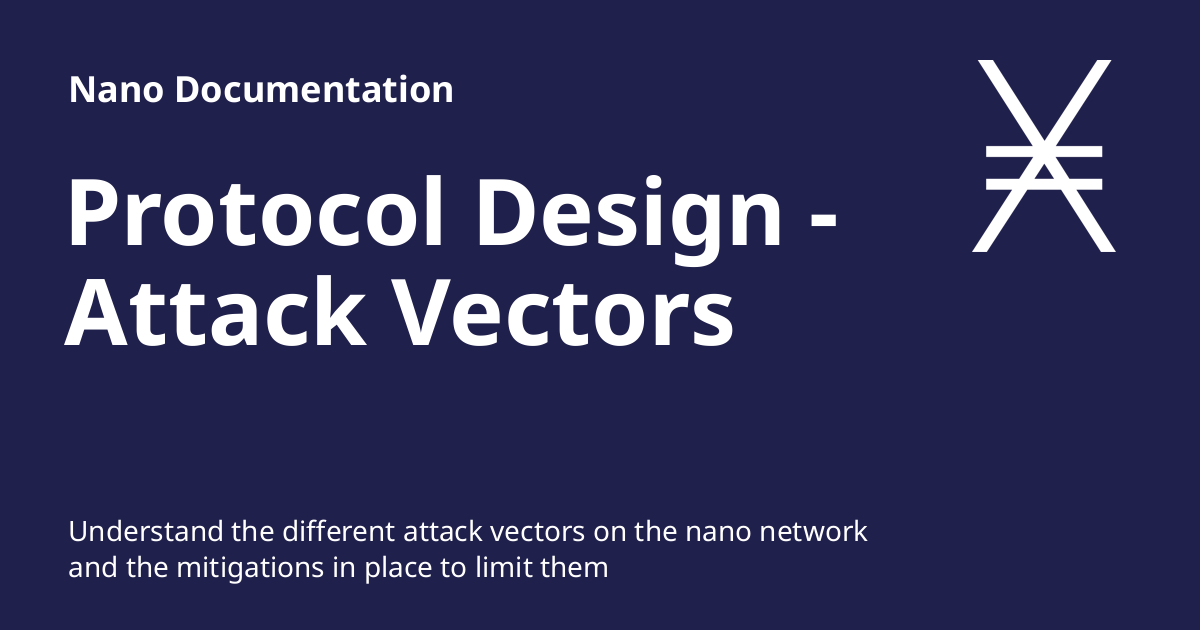 Nano Documentation
Protocol Design -
Attack Vectors
Understand the different attack vectors on the nano network
and the mitigations in place to limit them